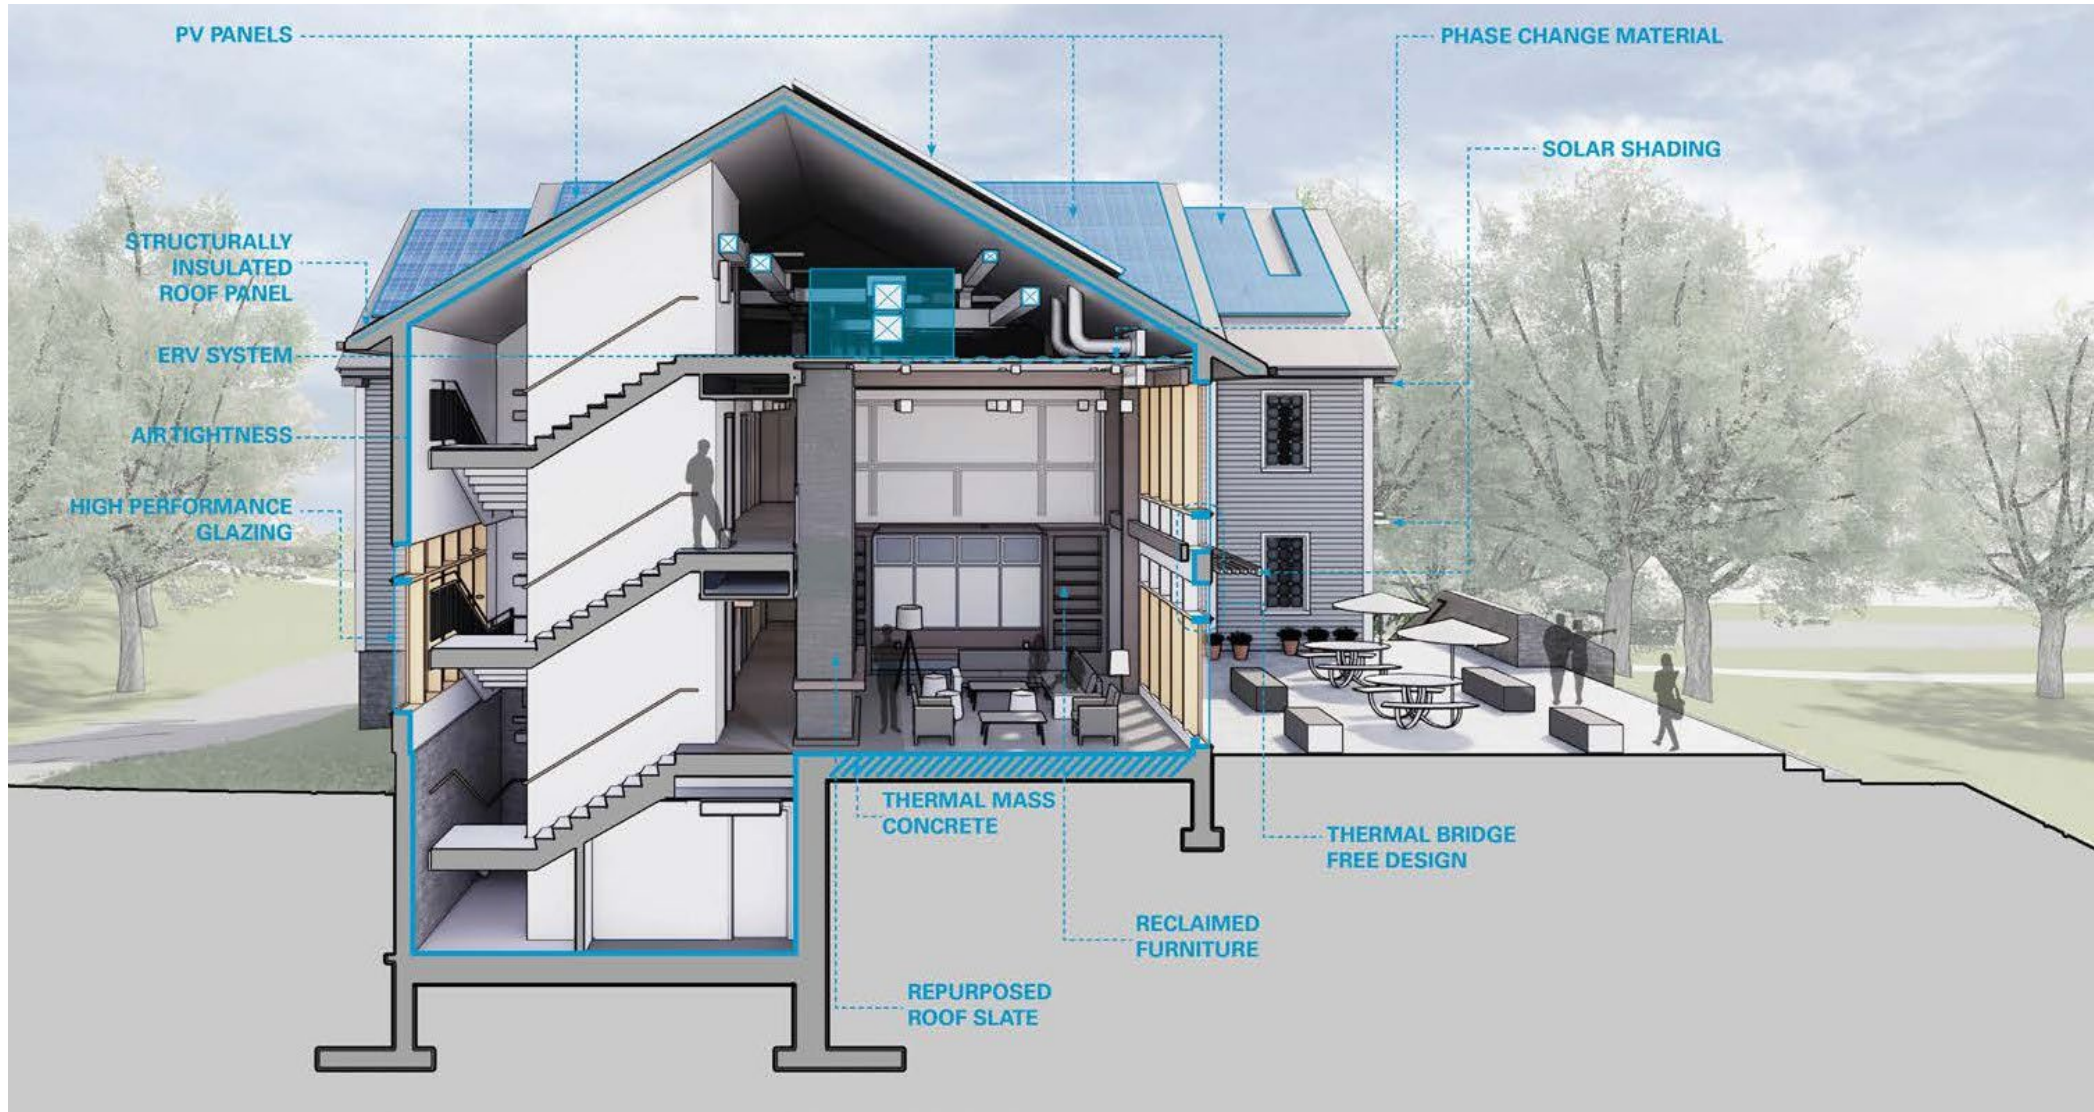 PV PANELS
PHASE CHANGE MATERIAL
SOLAR SHADING
STRUCTURALLY
INSULATED
ROOF PANEL
ERV SYSTEM
AIR TIGHTNESS
HIGH PERFORMANCE
GLAZING
THERMAL MASS
CONCRETE
THERMAL BRIDGE
FREE DESIGN
RECLAIMED
FURNITURE
REPURPOSED
ROOF SLATE